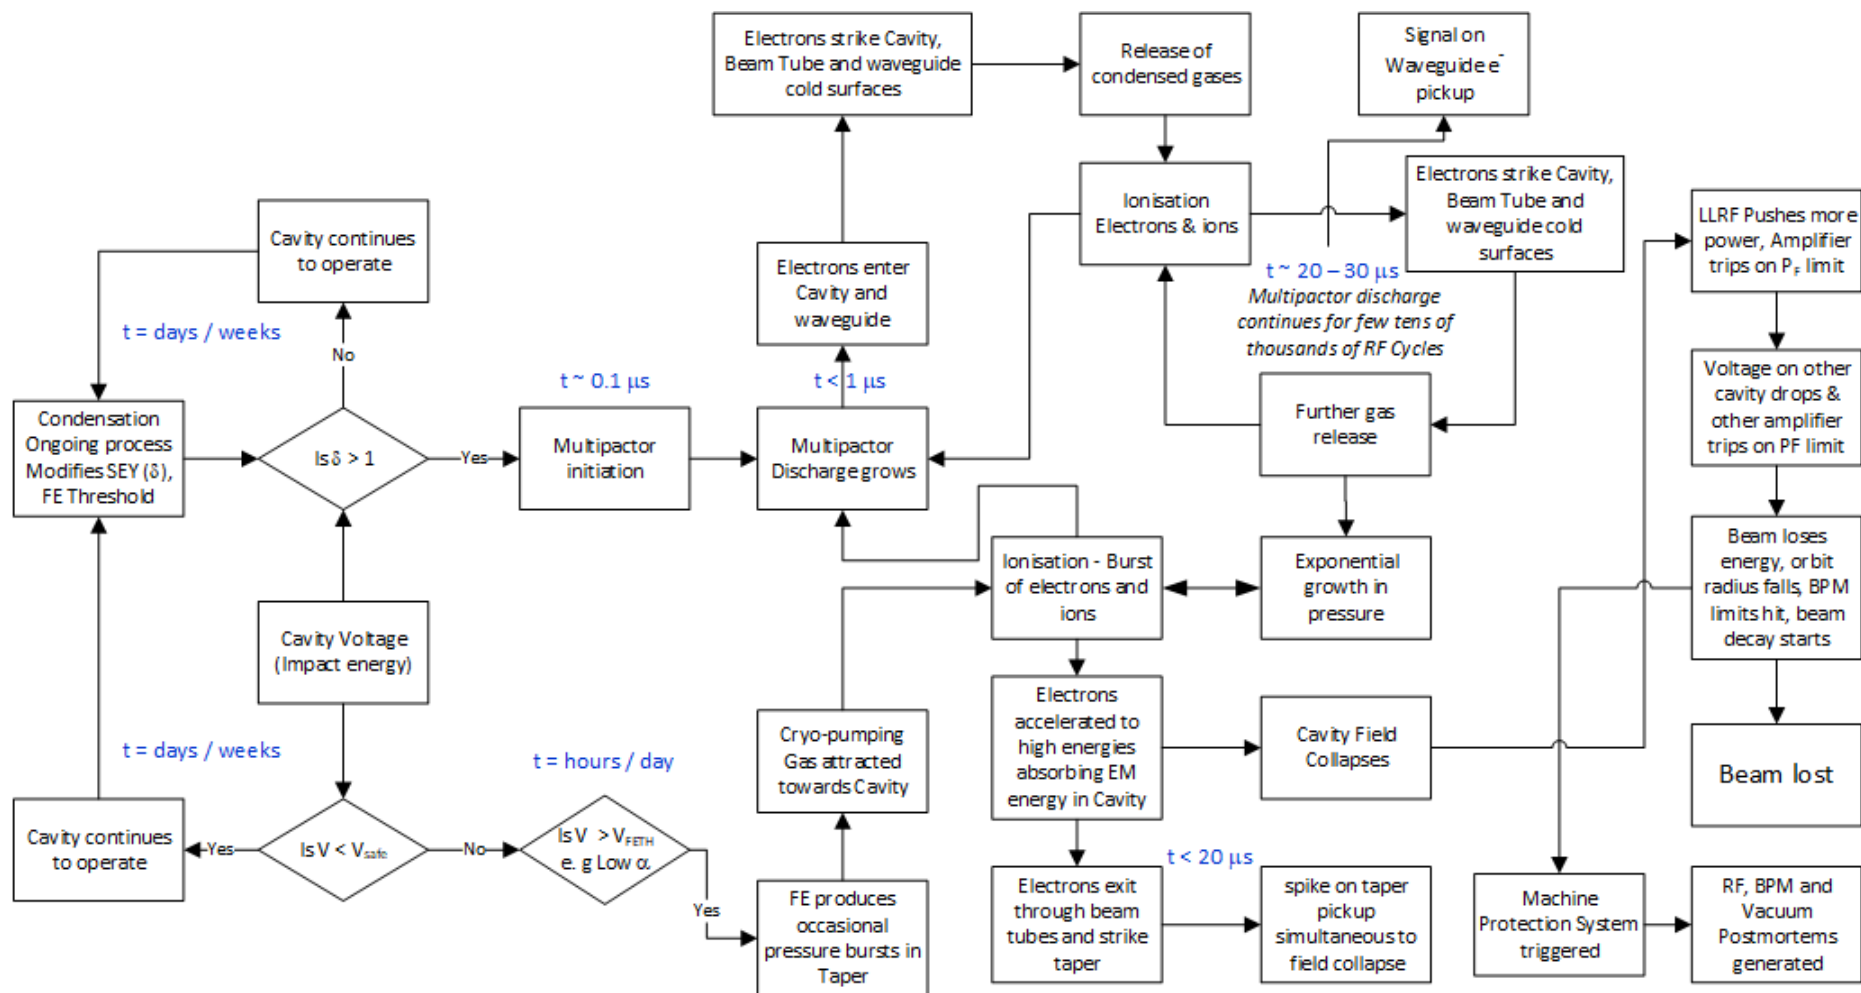 Electrons strike Cavity,
Beam Tube and waveguide
cold surfaces
Release of
condensed gases
Signal on
Waveguide e-
pickup
Ionisation
Electrons & ions
Electrons strike Cavity,
Beam Tube and
waveguide cold
surfaces
LLRF Pushes more
power, Amplifier
trips on PF limit
Cavity continues
to operate
Electrons enter
Cavity and
waveguide
t ~ 20 – 30 μs
Multipactor discharge
continues for few tens of
thousands of RF Cycles
t = days / weeks
No
t ~ 0.1 μs
t < 1 μs
Voltage on other
cavity drops &
other amplifier
trips on PF limit
Condensation
Ongoing process
Modifies SEY (δ),
FE Threshold
Is δ > 1
Yes
Multipactor
initiation
Multipactor
Discharge grows
Further gas
release
Ionisation - Burst
of electrons and
ions
Exponential
growth in
pressure
Beam loses
energy, orbit
radius falls, BPM
limits hit, beam
decay starts
Cavity Voltage
(Impact energy)
Electrons
accelerated to
high energies
absorbing EM
energy in Cavity
Cavity Field
Collapses
Cryo-pumping
Gas attracted
towards Cavity
Beam lost
t = days / weeks
t = hours / day
Cavity continues
to operate
Yes
Is V < Vsafe
No
Is V > VFETH
e. g Low α
Yes
FE produces
occasional
pressure bursts in
Taper
t < 20 μs
Electrons exit
through beam
tubes and strike
taper
spike on taper
pickup
simultaneous to
field collapse
Machine
Protection System
triggered
RF, BPM and
Vacuum
Postmortems
generated